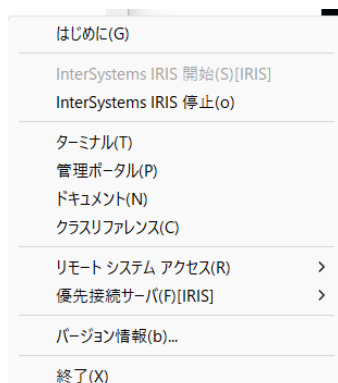 はじめに(G)
InterSystems IRIS 開始(S)[IRIS]
InterSystems IRIS 停止(o)
ターミナル(T)
管理ポータル(P)
ドキュメント(N)
クラスリファレンス(C)
リモート システム アクセス(R)
優先接続サーバ(F)[IRIS]
バージョン情報(b)...
終了(X)